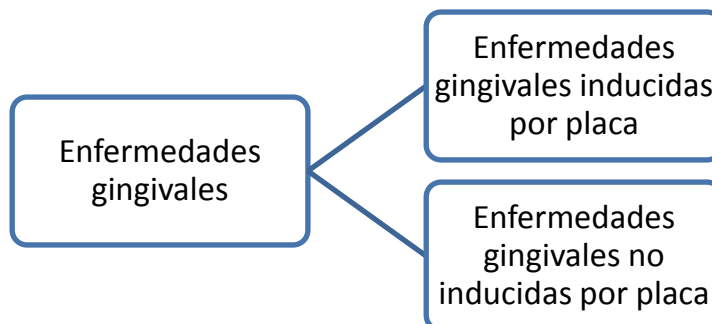 Enfermedades
gingivales
Enfermedades
gingivales inducidas
por placa
Enfermedades
gingivales no
inducidas por placa